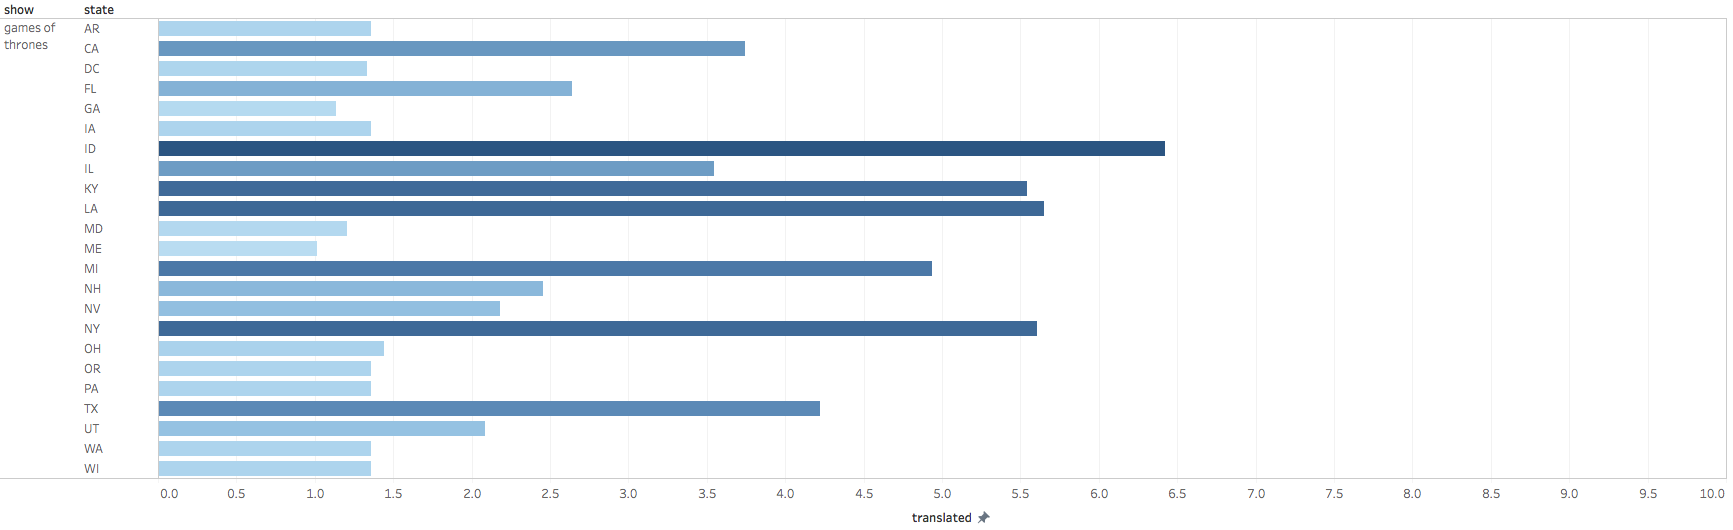 show state
games of thrones AR
CA
DC
FL
GA
IA
ID
IL
KY
LA
MD
ME
MI
NH
NV
NY
OH
OR
PA
TX
UT
WA
WI
0.0 0.5 1.0 1.5 2.0 2.5 3.0 3.5 4.0 4.5 5.0 5.5 6.0 6.5 7.0 7.5 8.0 8.5 9.0 9.5 10.0
translated